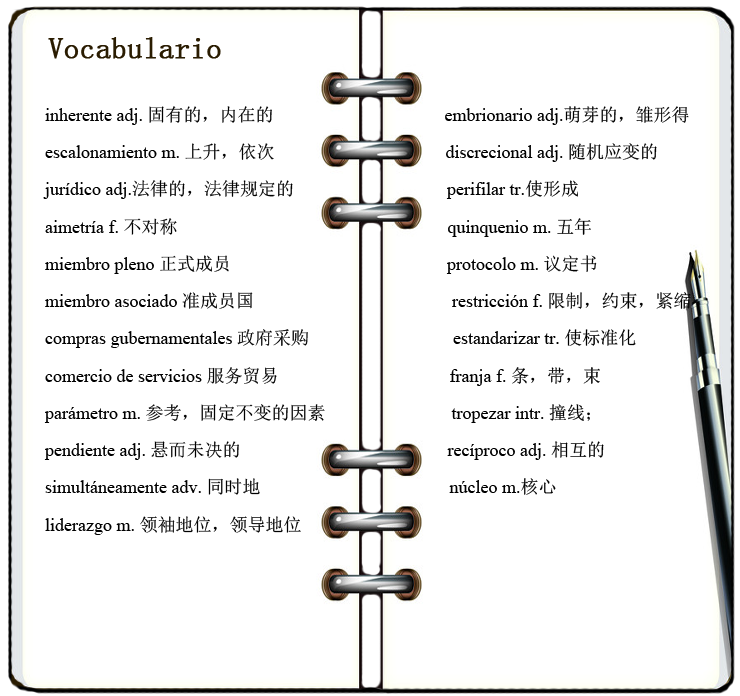 Vocabulario
inherente adj. 固有的，内在的
escalonamiento m. 上升，依次
jurídico adj.法律的，法律规定的
aimetría f. 不对称
miembro pleno 正式成员
miembro asociado 准成员国
compras gubernamentales 政府采购
comercio de servicios 服务贸易
parámetro m. 参考，固定不变的因素
pendiente adj. 悬而未决的
simultáneamente adv. 同时地
liderazgo m. 领袖地位，领导地位
embrionario adj.萌芽的，雏形得
discrecional adj. 随机应变的
perifilar tr.使形成
quinquenio m. 五年
protocolo m. 议定书
restricción f. 限制，约束，紧缩
estandarizar tr. 使标准化
franja f. 条，带，束
tropezar intr. 撞线；
recíproco adj. 相互的
núcleo m.核心